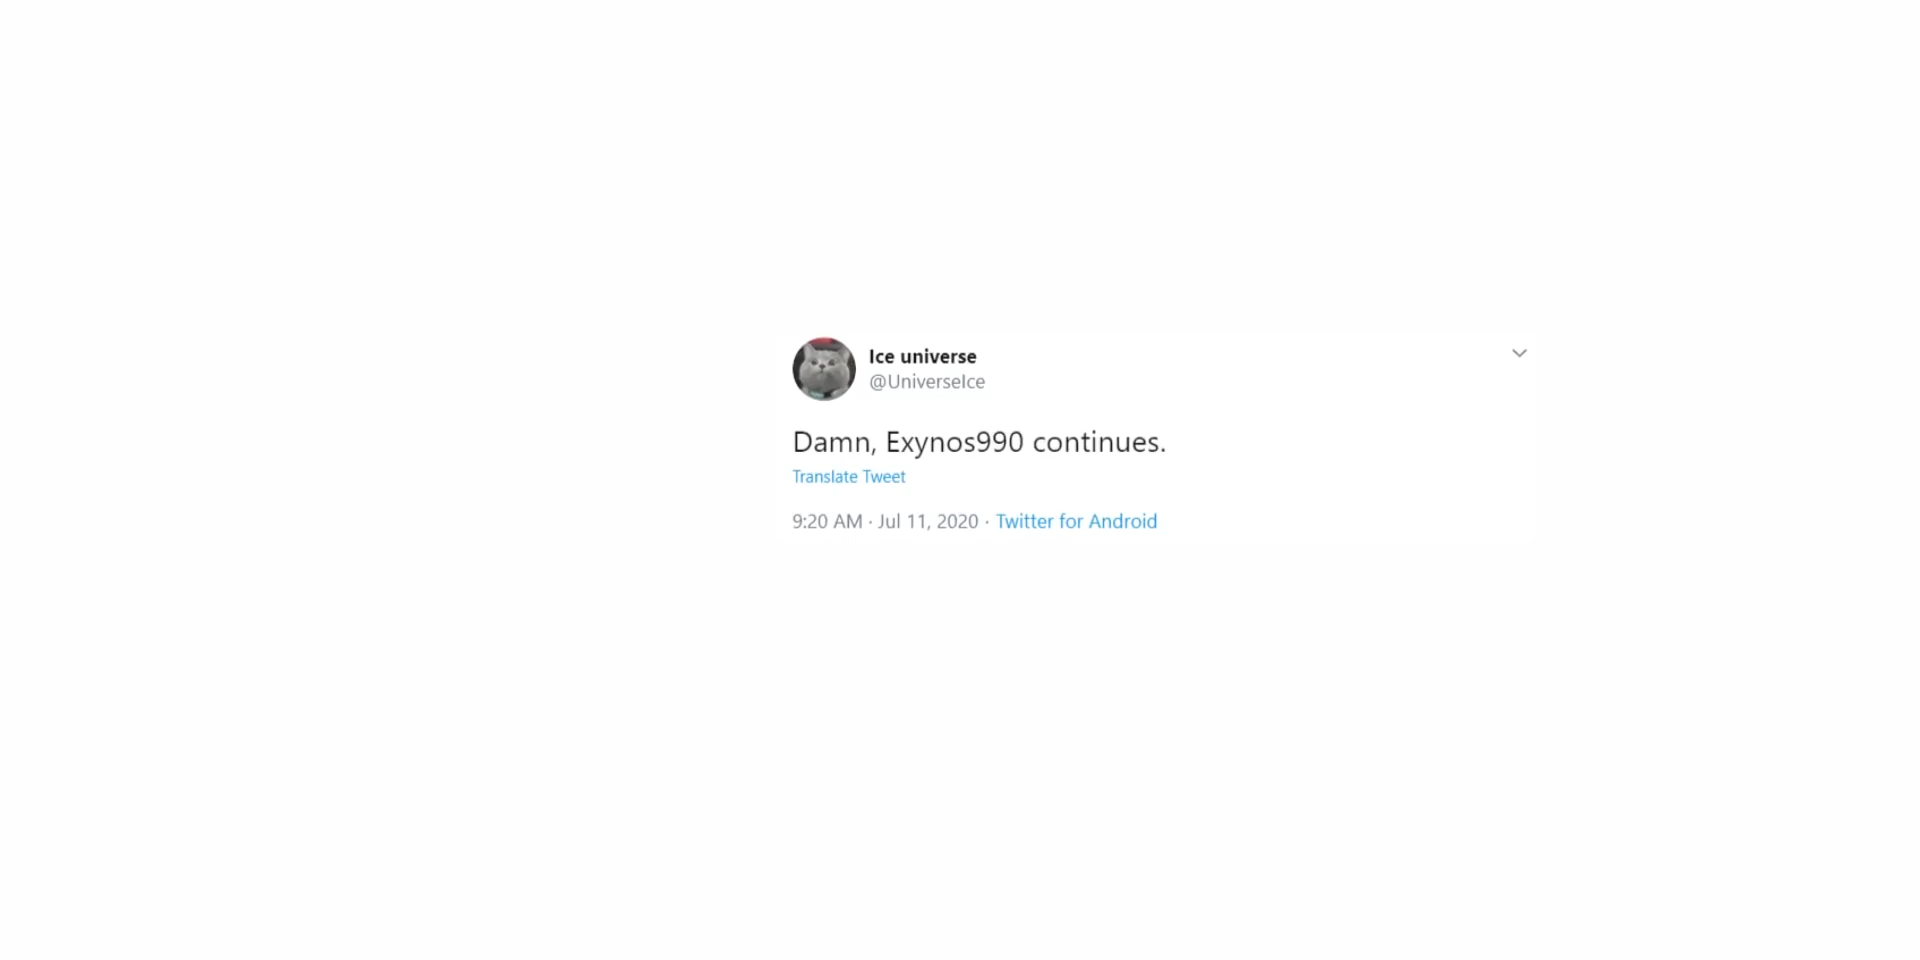 Ice universe
@UniverseIce
Damn, Exynos990 continues.
Translate Tweet
9:20 AM · Jul 11, 2020 · Twitter for Android